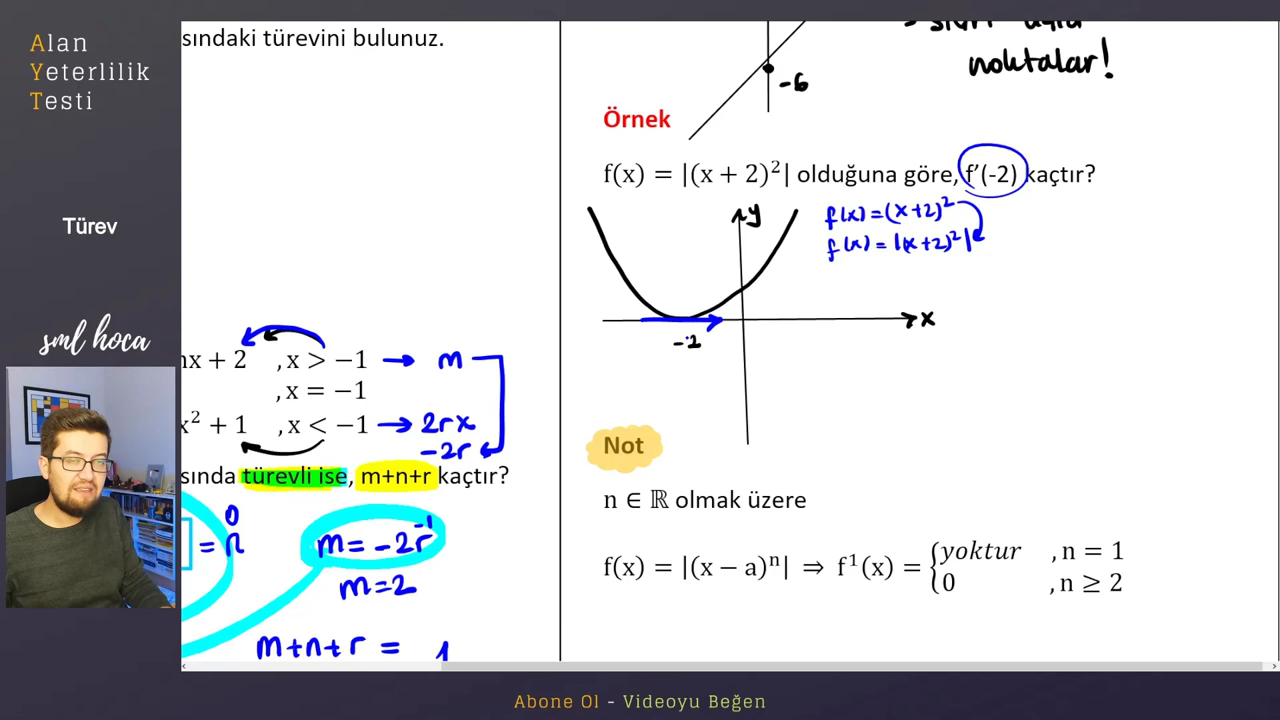 Alan
Yeterlilik
Testi
Türev
sml hoca
sındaki türevini bulunuz.
x + 2 , x > −1 → m
, x = −1
x² + 1 , x < −1 → 2rx
−2r
sında türevli ise, m+n+r kaçtır?
0
= n
m = −2r −1
m = 2
m+n+r = 1
noktalar!
−6
Örnek
f(x) = |(x + 2)²| olduğuna göre, f’(-2) kaçtır?
f(x) = (x+2)²
f(x) = |(x+2)²|
y
x
−2
Not
n ∈ ℝ olmak üzere
f(x) = |(x − a)ⁿ| ⇒ f¹(x) = { yoktur , n = 1
0 , n ≥ 2
Abone Ol - Videoyu Beğen